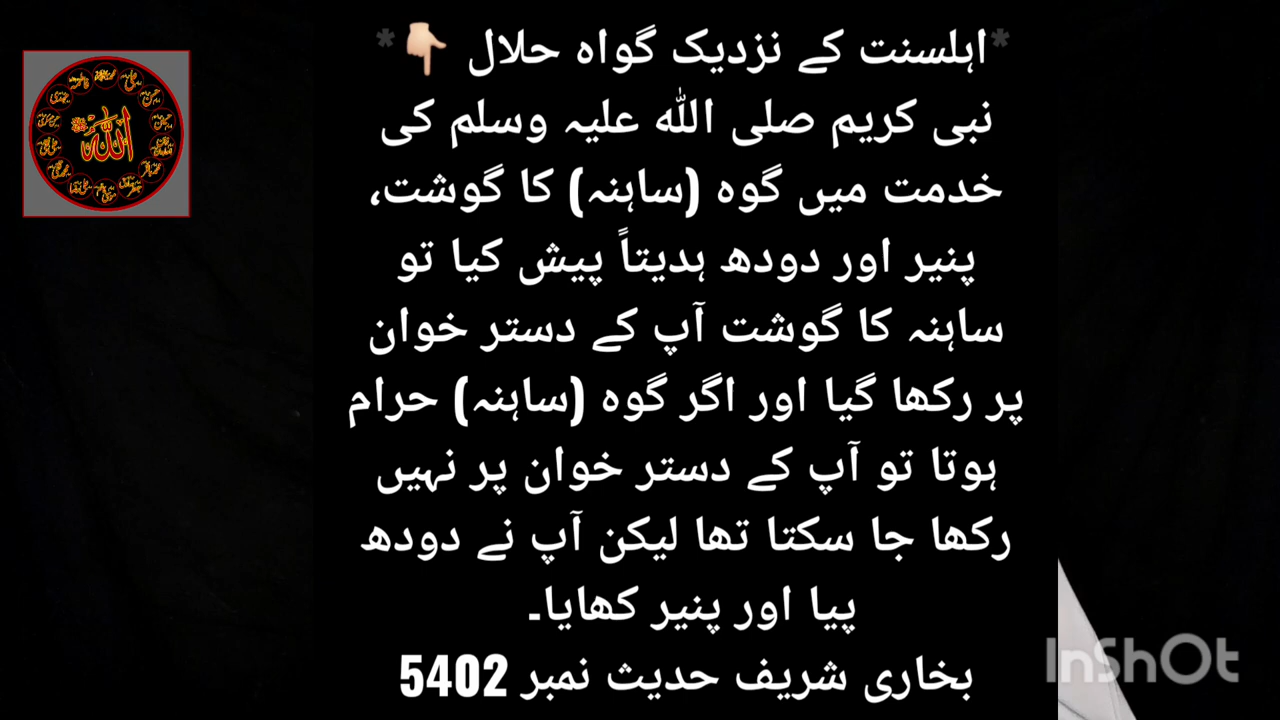 *اہلسنت کے نزدیک گواہ حلال 👇🏻*
نبی کریم صلی اللہ علیہ وسلم کی
خدمت میں گوہ (ساہنہ) کا گوشت،
پنیر اور دودھ ہدیتاً پیش کیا تو
ساہنہ کا گوشت آپ کے دستر خوان
پر رکھا گیا اور اگر گوہ (ساہنہ) حرام
ہوتا تو آپ کے دستر خوان پر نہیں
رکھا جا سکتا تھا لیکن آپ نے دودھ
پیا اور پنیر کھایا۔
بخاری شریف حدیث نمبر 5402
الله
InShOt